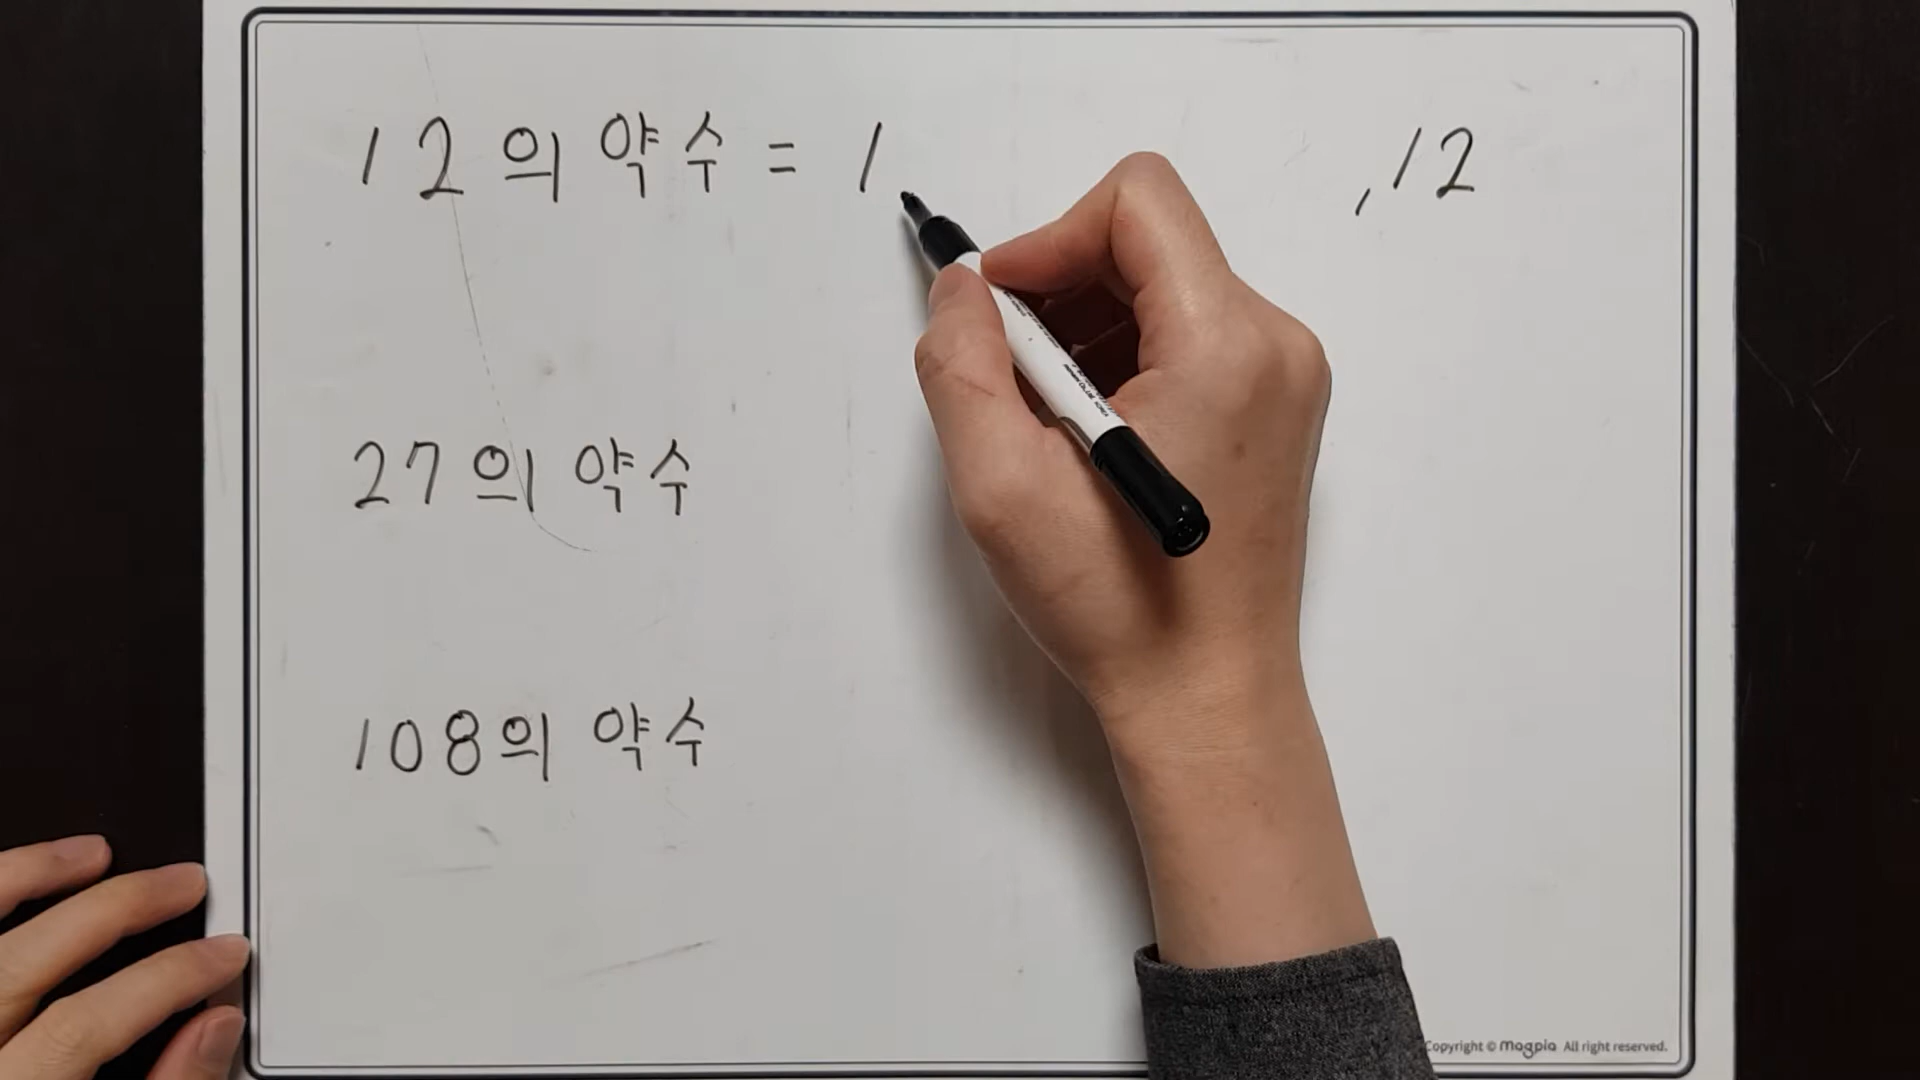 12의 약수 = 1, ,12
27의 약수
108의 약수
Copyright © magpia All right reserved.